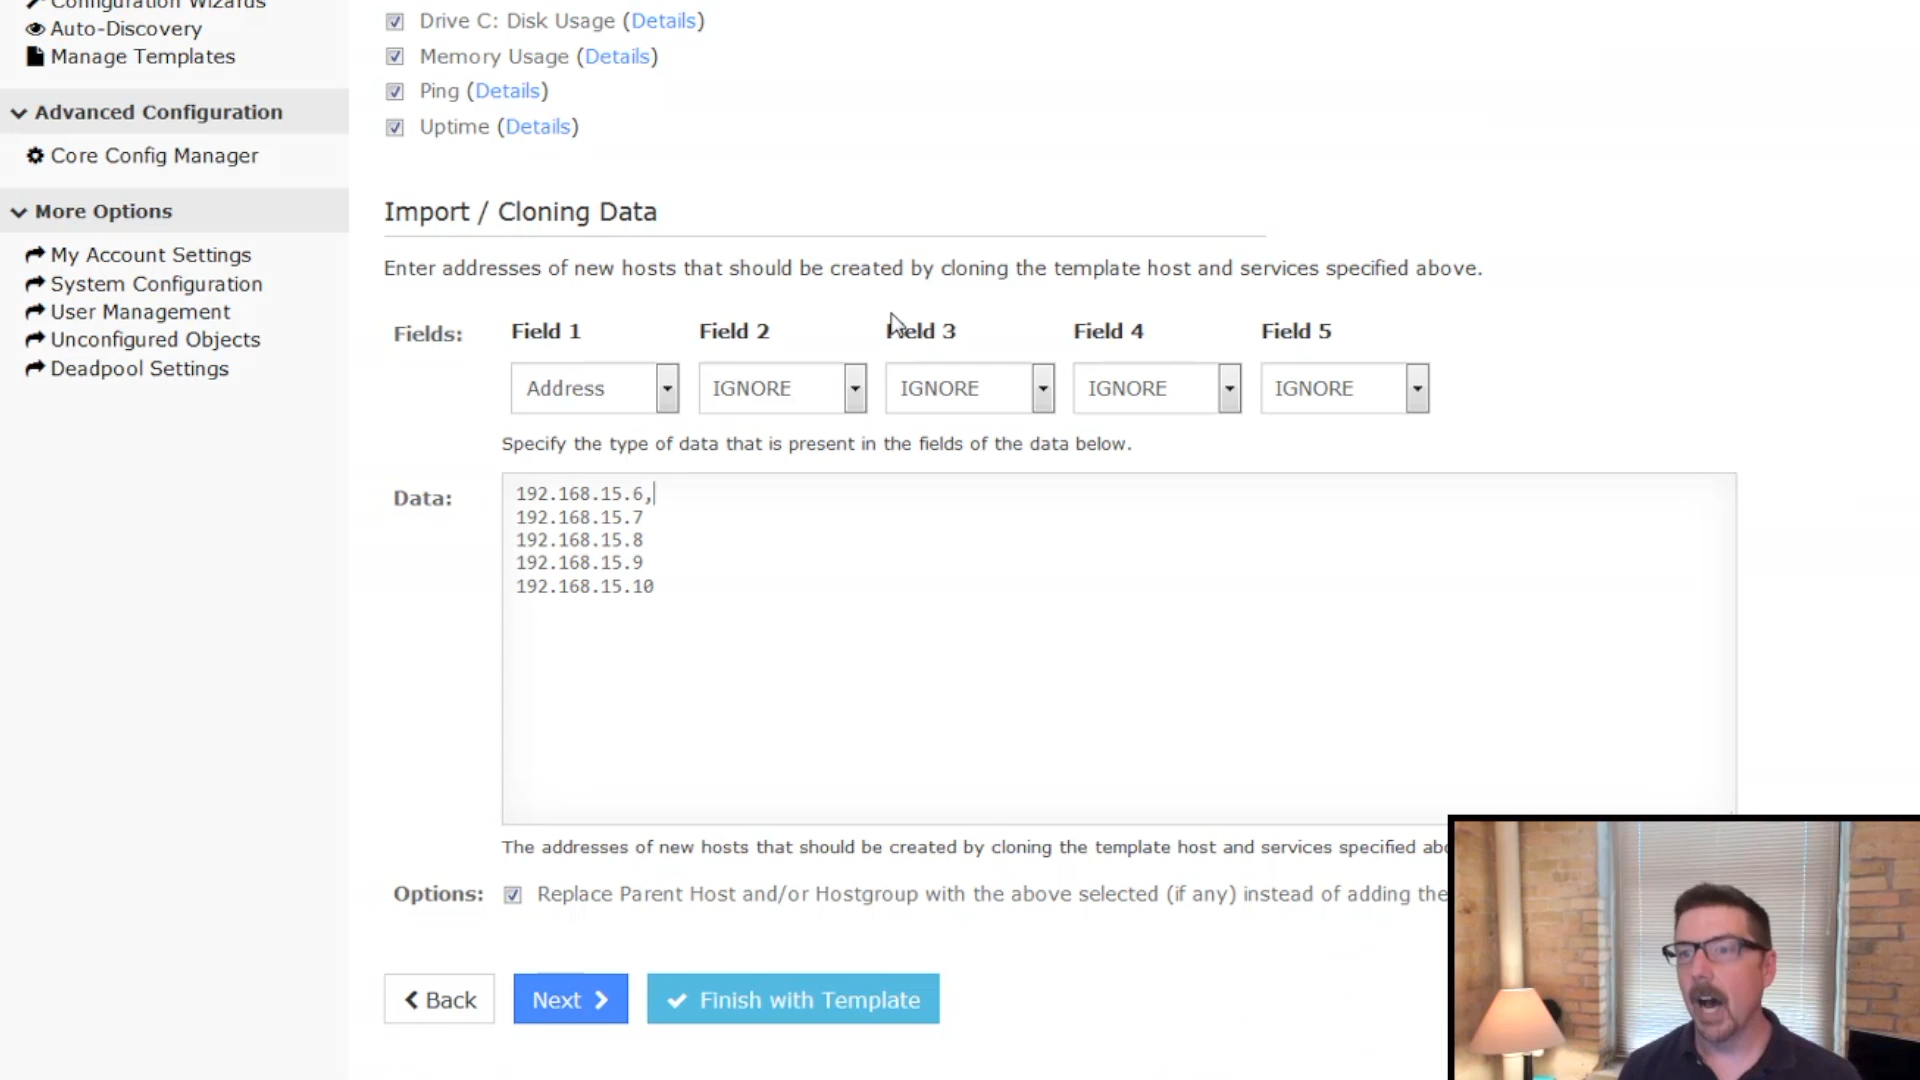 Configuration Wizards
Auto-Discovery
Manage Templates
Advanced Configuration
Core Config Manager
More Options
My Account Settings
System Configuration
User Management
Unconfigured Objects
Deadpool Settings
Drive C: Disk Usage (Details)
Memory Usage (Details)
Ping (Details)
Uptime (Details)
Import / Cloning Data
Enter addresses of new hosts that should be created by cloning the template host and services specified above.
Fields: Field 1 Field 2 Field 3 Field 4 Field 5
Address IGNORE IGNORE IGNORE IGNORE
Specify the type of data that is present in the fields of the data below.
Data: 192.168.15.6,
192.168.15.7
192.168.15.8
192.168.15.9
192.168.15.10
The addresses of new hosts that should be created by cloning the template host and services specified
Options: Replace Parent Host and/or Hostgroup with the above selected (if any) instead of adding the
Back Next Finish with Template